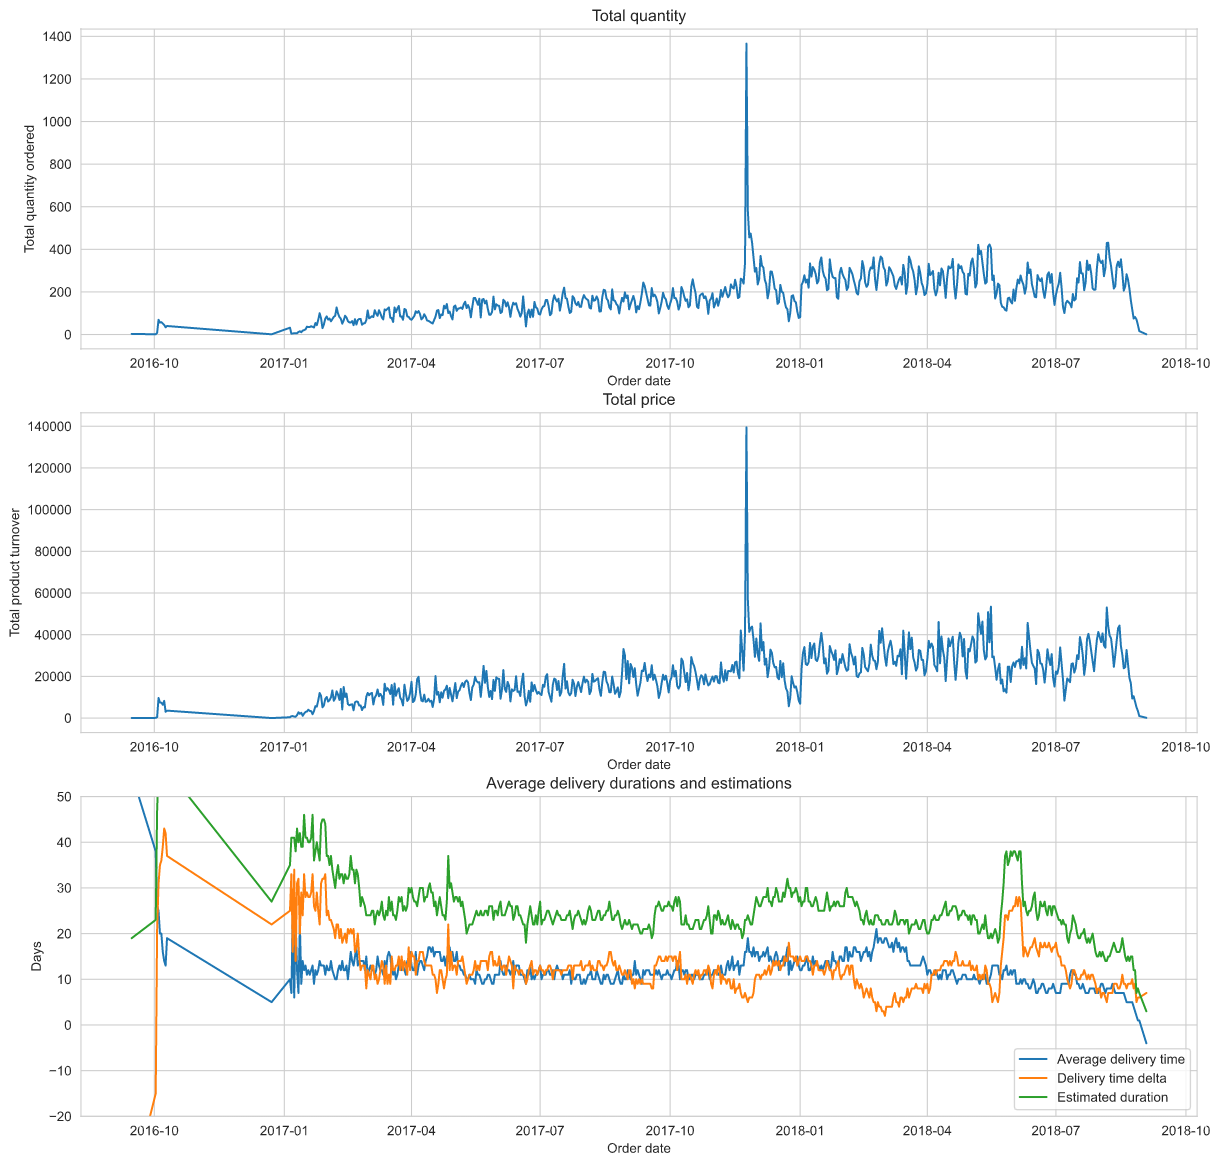 Total quantity
Total quantity ordered
1400
1200
1000
800
600
400
200
0
2016-10 2017-01 2017-04 2017-07 2017-10 2018-01 2018-04 2018-07 2018-10
Order date
Total price
Total product turnover
140000
120000
100000
80000
60000
40000
20000
0
2016-10 2017-01 2017-04 2017-07 2017-10 2018-01 2018-04 2018-07 2018-10
Order date
Average delivery durations and estimations
Days
50
40
30
20
10
0
−10
−20
Average delivery time
Delivery time delta
Estimated duration
2016-10 2017-01 2017-04 2017-07 2017-10 2018-01 2018-04 2018-07 2018-10
Order date